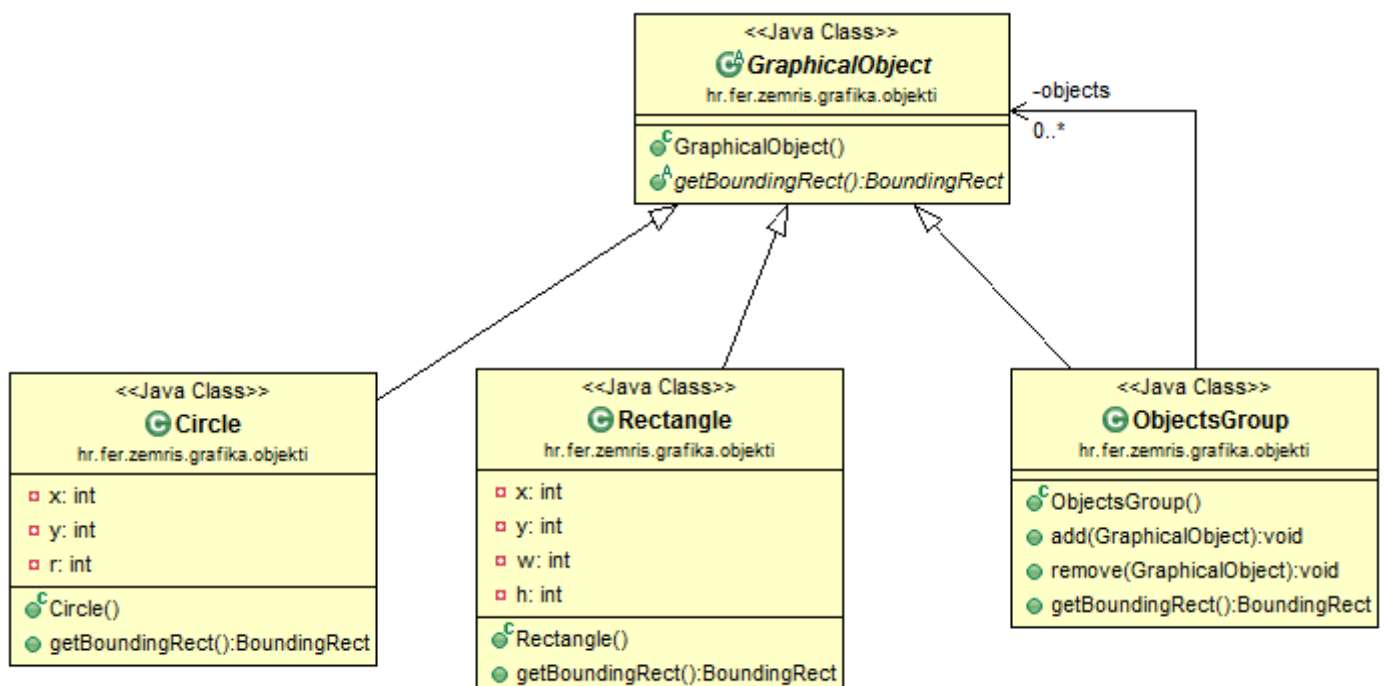 <<Java Class>>
GraphicalObject
hr.fer.zemris.grafika.objekti
GraphicalObject()
getBoundingRect():BoundingRect
-objects
0..*
<<Java Class>>
Circle
hr.fer.zemris.grafika.objekti
x: int
y: int
r: int
Circle()
getBoundingRect():BoundingRect
<<Java Class>>
Rectangle
hr.fer.zemris.grafika.objekti
x: int
y: int
w: int
h: int
Rectangle()
getBoundingRect():BoundingRect
<<Java Class>>
ObjectsGroup
hr.fer.zemris.grafika.objekti
ObjectsGroup()
add(GraphicalObject):void
remove(GraphicalObject):void
getBoundingRect():BoundingRect